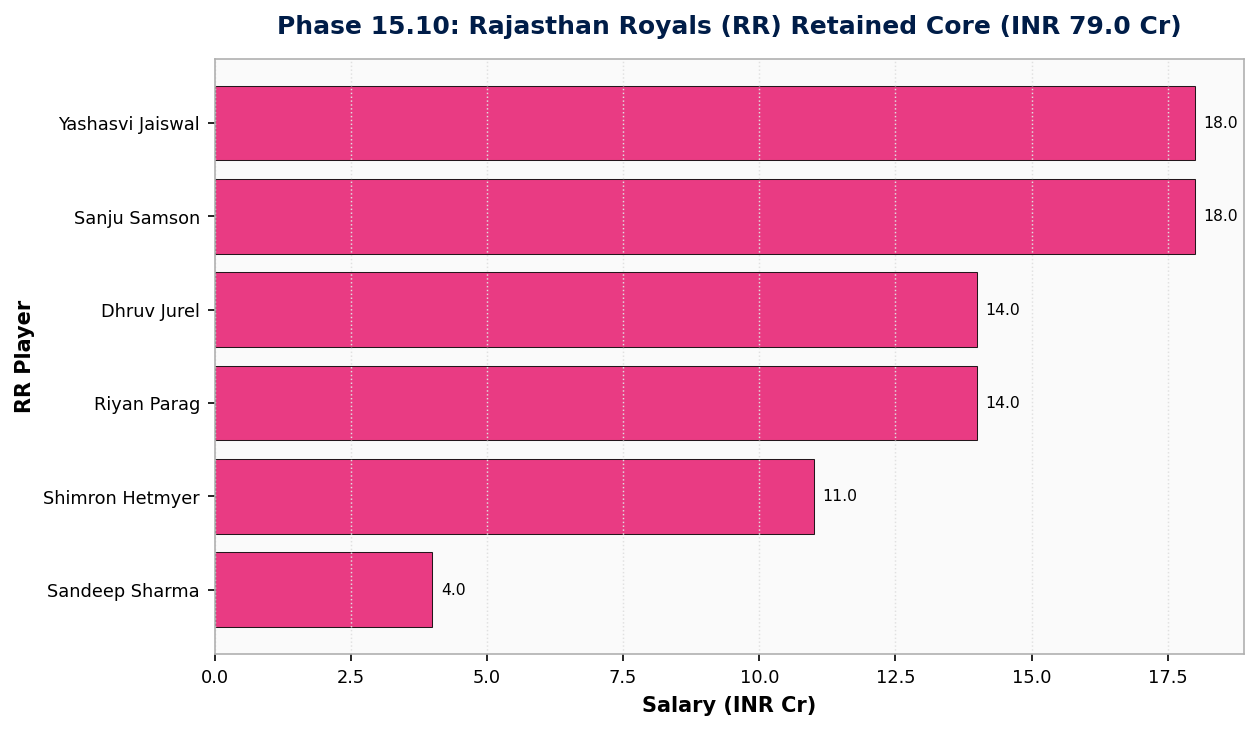 Phase 15.10: Rajasthan Royals (RR) Retained Core (INR 79.0 Cr)
Yashasvi Jaiswal
18.0
Sanju Samson
18.0
Dhruv Jurel
14.0
Riyan Parag
14.0
Shimron Hetmyer
11.0
Sandeep Sharma
4.0
RR Player
0.0 2.5 5.0 7.5 10.0 12.5 15.0 17.5
Salary (INR Cr)